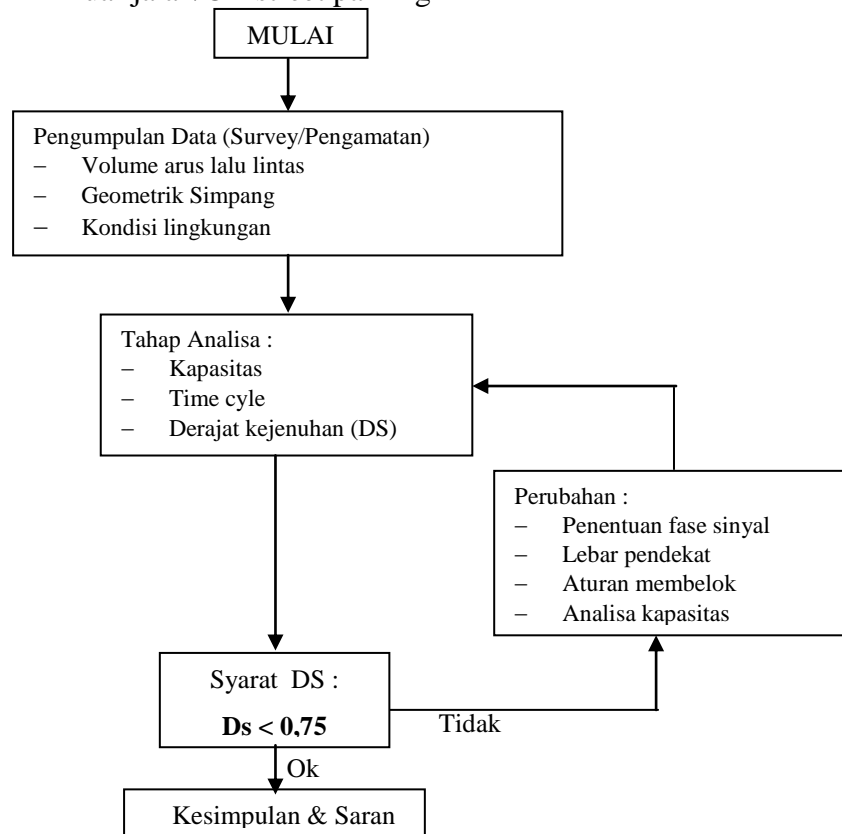 MULAI
Pengumpulan Data (Survey/Pengamatan)
– Volume arus lalu lintas
– Geometrik Simpang
– Kondisi lingkungan
Tahap Analisa :
– Kapasitas
– Time cyle
– Derajat kejenuhan (DS)
Perubahan :
– Penentuan fase sinyal
– Lebar pendekat
– Aturan membelok
– Analisa kapasitas
Syarat DS :
Ds < 0,75
Tidak
Ok
Kesimpulan & Saran